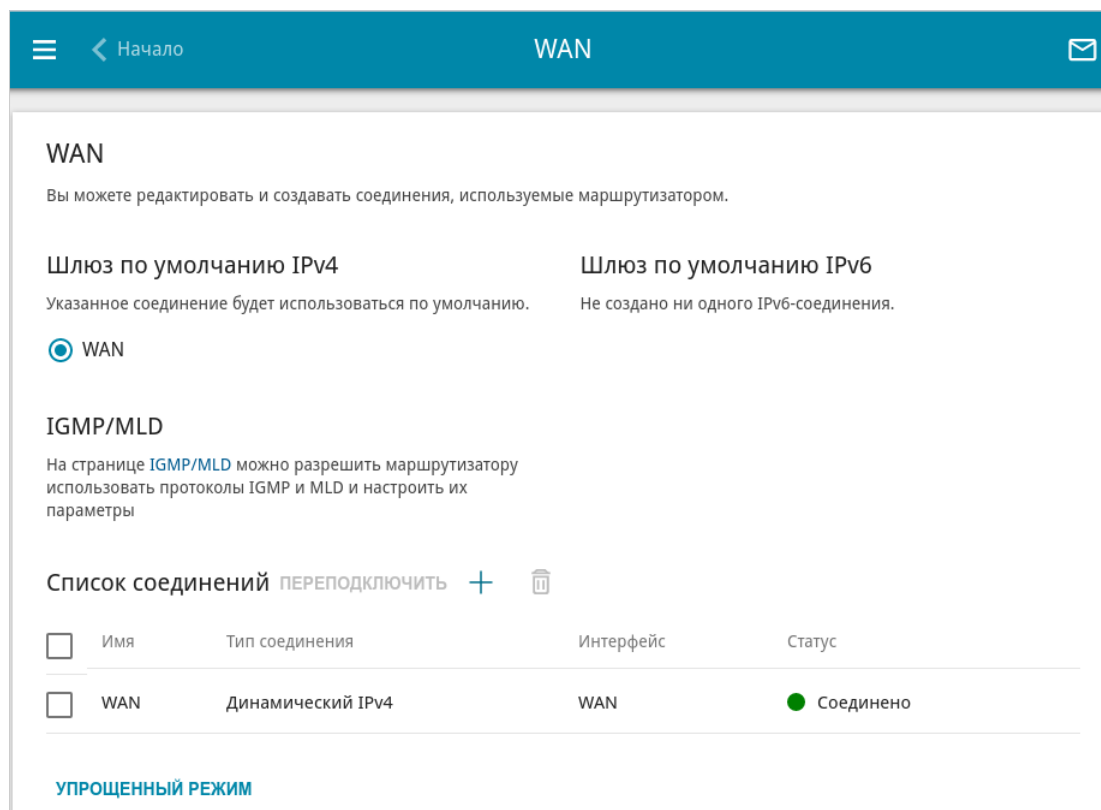 Начало
WAN
WAN
Вы можете редактировать и создавать соединения, используемые маршрутизатором.
Шлюз по умолчанию IPv4
Указанное соединение будет использоваться по умолчанию.
WAN
Шлюз по умолчанию IPv6
Не создано ни одного IPv6-соединения.
IGMP/MLD
На странице IGMP/MLD можно разрешить маршрутизатору
использовать протоколы IGMP и MLD и настроить их
параметры
Список соединений ПЕРЕПОДКЛЮЧИТЬ
Имя Тип соединения Интерфейс Статус
WAN Динамический IPv4 WAN Соединено
УПРОЩЕННЫЙ РЕЖИМ